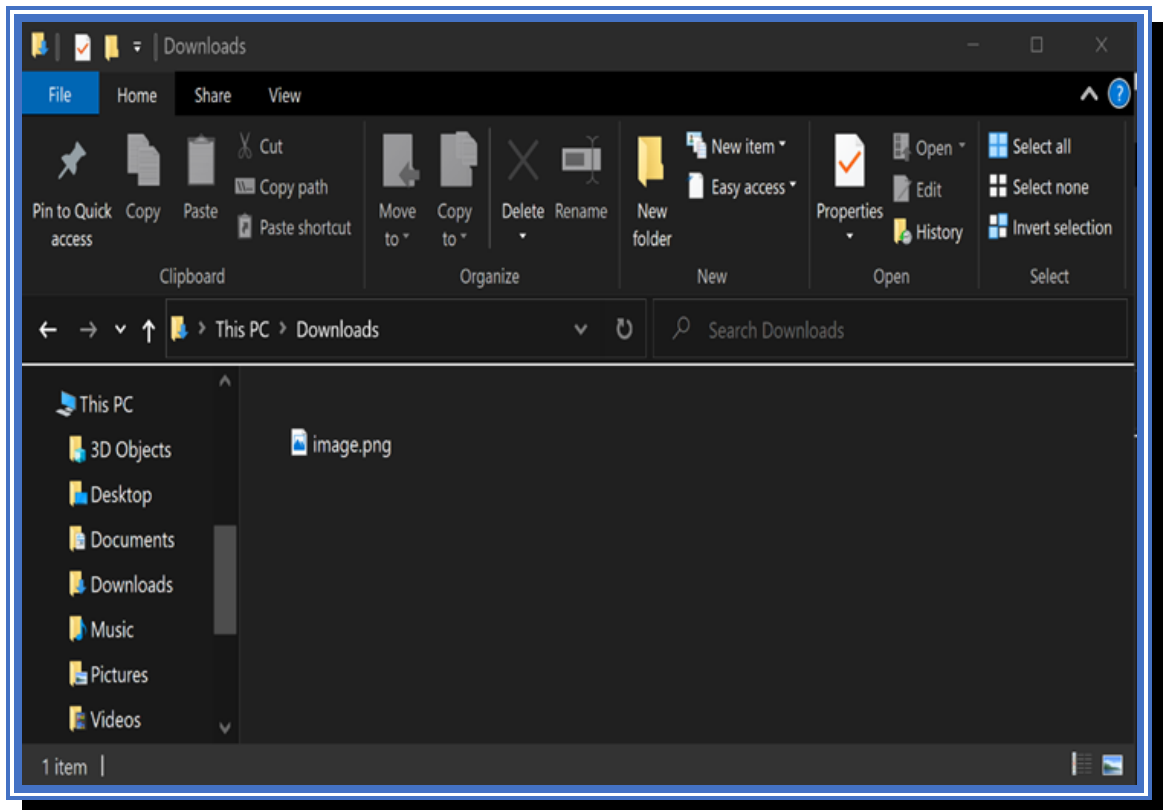 Downloads
File Home Share View ?
Pin to Quick access
Copy
Paste
Cut
Copy path
Paste shortcut
Clipboard
Move to
Copy to
Delete
Rename
Organize
New folder
New item
Easy access
New
Properties
Open
Edit
History
Open
Select all
Select none
Invert selection
Select
This PC > Downloads
Search Downloads
This PC
3D Objects
Desktop
Documents
Downloads
Music
Pictures
Videos
image.png
1 item